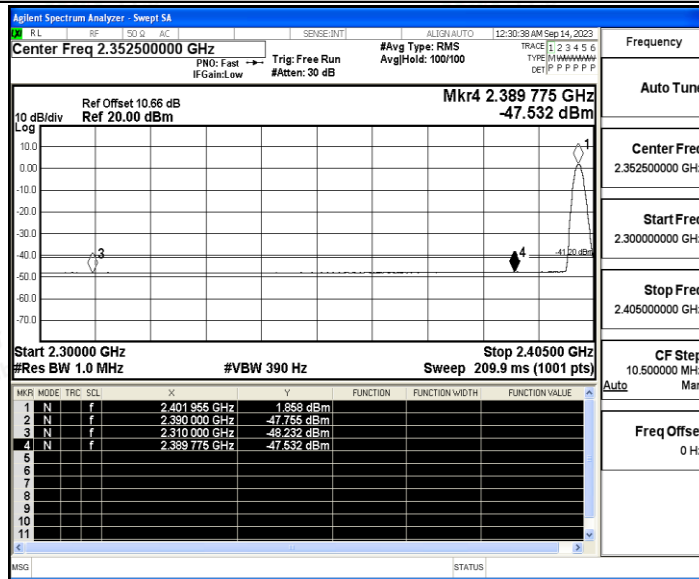 Agilent Spectrum Analyzer - Swept SA
RL RF 50 Ω AC SENSE:INT ALIGN AUTO 12:30:38 AM Sep 14, 2023
Center Freq 2.352500000 GHz #Avg Type: RMS TRACE 1 2 3 4 5 6
PNO: Fast Trig: Free Run Avg|Hold: 100/100 TYPE M
IFGain:Low #Atten: 30 dB DET P P P P P P
Mkr4 2.389 775 GHz
-47.532 dBm
Ref Offset 10.66 dB
10 dB/div Ref 20.00 dBm
Log
10.0
0.00
-10.0
-20.0
-30.0
-40.0
-50.0
-60.0
-70.0
1
3
4
-41.20 dBm
Start 2.30000 GHz Stop 2.40500 GHz
#Res BW 1.0 MHz #VBW 390 Hz Sweep 209.9 ms (1001 pts)
MKR MODE TRC SCL X Y FUNCTION FUNCTION WIDTH FUNCTION VALUE
1 N f 2.401 955 GHz 1.858 dBm
2 N f 2.390 000 GHz -47.755 dBm
3 N f 2.310 000 GHz -48.232 dBm
4 N f 2.389 775 GHz -47.532 dBm
5
6
7
8
9
10
11
MSG STATUS
Frequency
Auto Tune
Center Freq
2.352500000 GHz
Start Freq
2.300000000 GHz
Stop Freq
2.405000000 GHz
CF Step
10.500000 MHz
Auto Man
Freq Offset
0 Hz